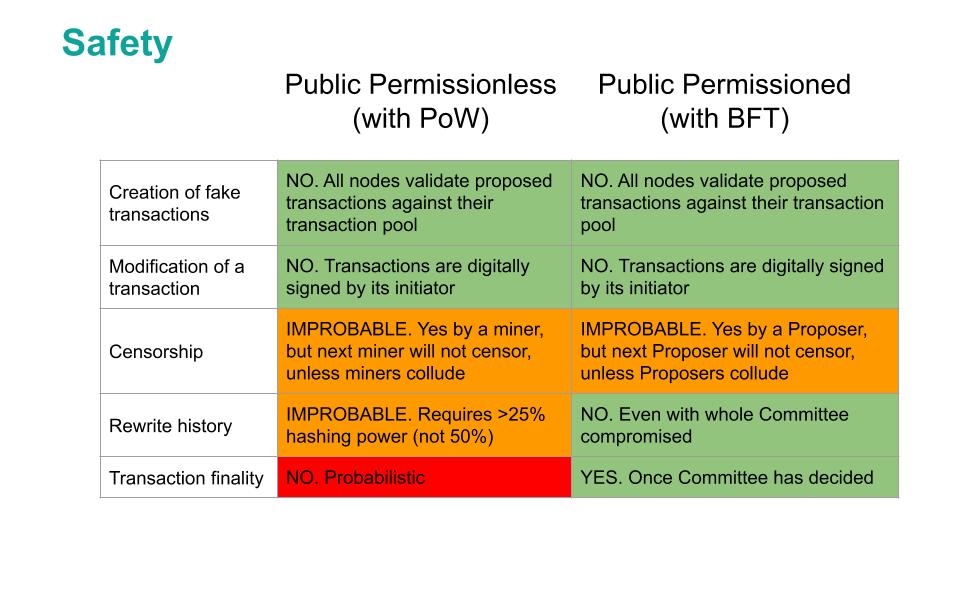 Safety
Public Permissionless
(with PoW)
Public Permissioned
(with BFT)
Creation of fake
transactions
NO. All nodes validate proposed
transactions against their
transaction pool
NO. All nodes validate proposed
transactions against their transaction
pool
Modification of a
transaction
NO. Transactions are digitally
signed by its initiator
NO. Transactions are digitally signed
by its initiator
Censorship
IMPROBABLE. Yes by a miner,
but next miner will not censor,
unless miners collude
IMPROBABLE. Yes by a Proposer,
but next Proposer will not censor,
unless Proposers collude
Rewrite history
IMPROBABLE. Requires >25%
hashing power (not 50%)
NO. Even with whole Committee
compromised
Transaction finality
NO. Probabilistic
YES. Once Committee has decided